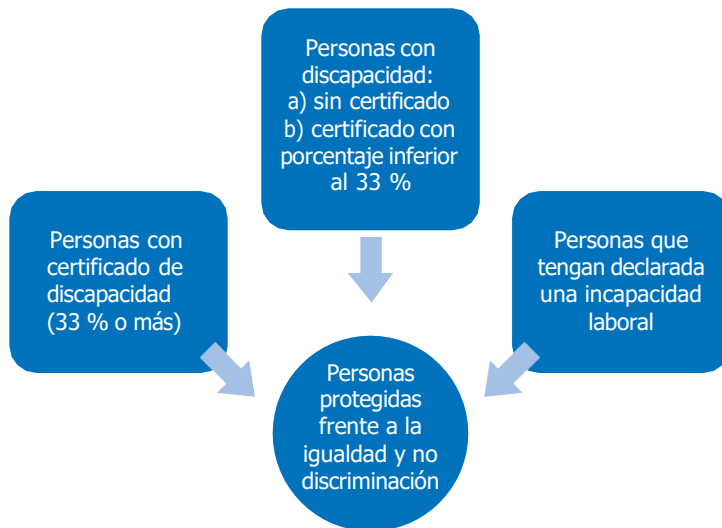 Personas con
discapacidad:
a) sin certificado
b) certificado con
porcentaje inferior
al 33 %
Personas con
certificado de
discapacidad
(33 % o más)
Personas que
tengan declarada
una incapacidad
laboral
Personas
protegidas
frente a la
igualdad y no
discriminación